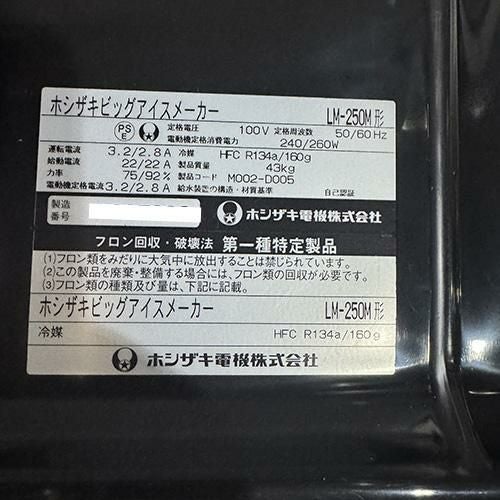 ホシザキビッグアイスメーカー LM-250M形
PS E 定格電圧 100V 定格周波数 50/60Hz
電動機定格消費電力 240/260W
運転電流 3.2/2.8A 冷媒 HFC R134a/160g
始動電流 22/22A 製品質量 43kg
力率 75/92% 製品コード M002-D005
電動機定格電流 3.2/2.8A 給水装置の構造・材質基準 自己認証
製造番号 ホシザキ電機株式会社
フロン回収・破壊法 第一種特定製品
(1)フロン類をみだりに大気中に放出することは禁じられています。
(2)この製品を廃棄・整備する場合には、フロン類の回収が必要です。
(3)フロン類の種類及び量は、下記に記載。
ホシザキビッグアイスメーカー LM-250M形
冷媒 HFC R134a/160g
ホシザキ電機株式会社